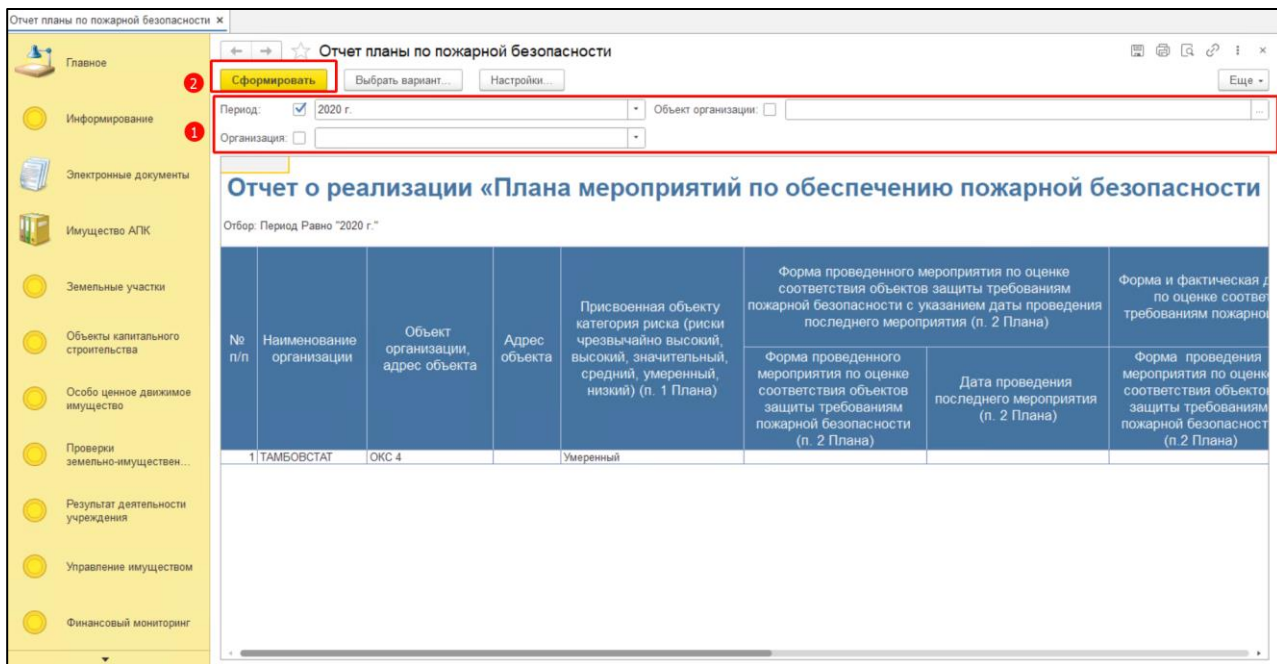 Отчет планы по пожарной безопасности ×
Главное
Информирование
Электронные документы
Имущество АПК
Земельные участки
Объекты капитального
строительства
Особо ценное движимое
имущество
Проверки
земельно-имуществен...
Результат деятельности
учреждения
Управление имуществом
Финансовый мониторинг
Отчет планы по пожарной безопасности
2
Сформировать
Выбрать вариант...
Настройки...
Еще
1
Период:
2020 г.
Объект организации:
Организация:
Отчет о реализации «Плана мероприятий по обеспечению пожарной безопасности
Отбор: Период Равно "2020 г."
№
п/п
Наименование
организации
Объект
организации,
адрес объекта
Адрес
объекта
Присвоенная объекту
категория риска (риски
чрезвычайно высокий,
высокий, значительный,
средний, умеренный,
низкий) (п. 1 Плана)
Форма проведенного мероприятия по оценке
соответствия объектов защиты требованиям
пожарной безопасности с указанием даты проведения
последнего мероприятия (п. 2 Плана)
Форма проведенного
мероприятия по оценке
соответствия объектов
защиты требованиям
пожарной безопасности
(п. 2 Плана)
Дата проведения
последнего мероприятия
(п. 2 Плана)
Форма и фактическая д
по оценке соответ
требованиям пожарно
Форма проведения
мероприятия по оценк
соответствия объекто
защиты требованиям
пожарной безопасност
(п.2 Плана)
1 ТАМБОВСТАТ ОКС 4 Умеренный